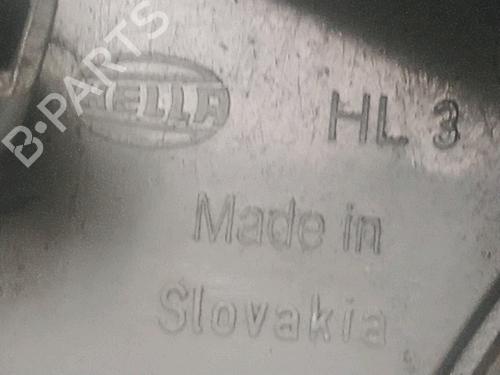 B·PARTS
HELLA
HL 3
Made in
Slovakia